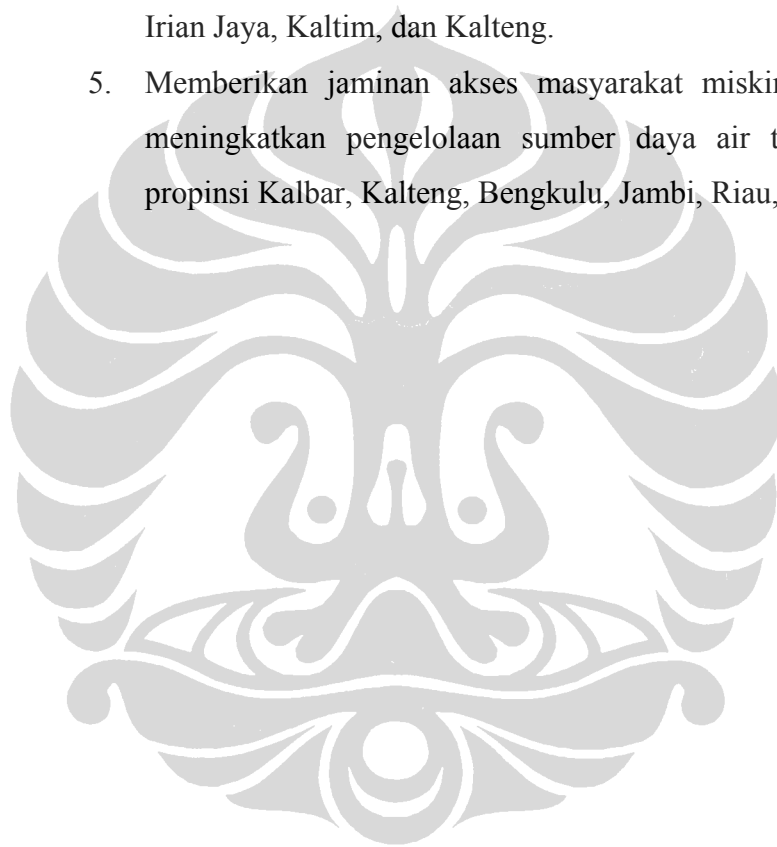 Irian Jaya, Kaltim, dan Kalteng.
5. Memberikan jaminan akses masyarakat miskin
meningkatkan pengelolaan sumber daya air
propinsi Kalbar, Kalteng, Bengkulu, Jambi, Riau,